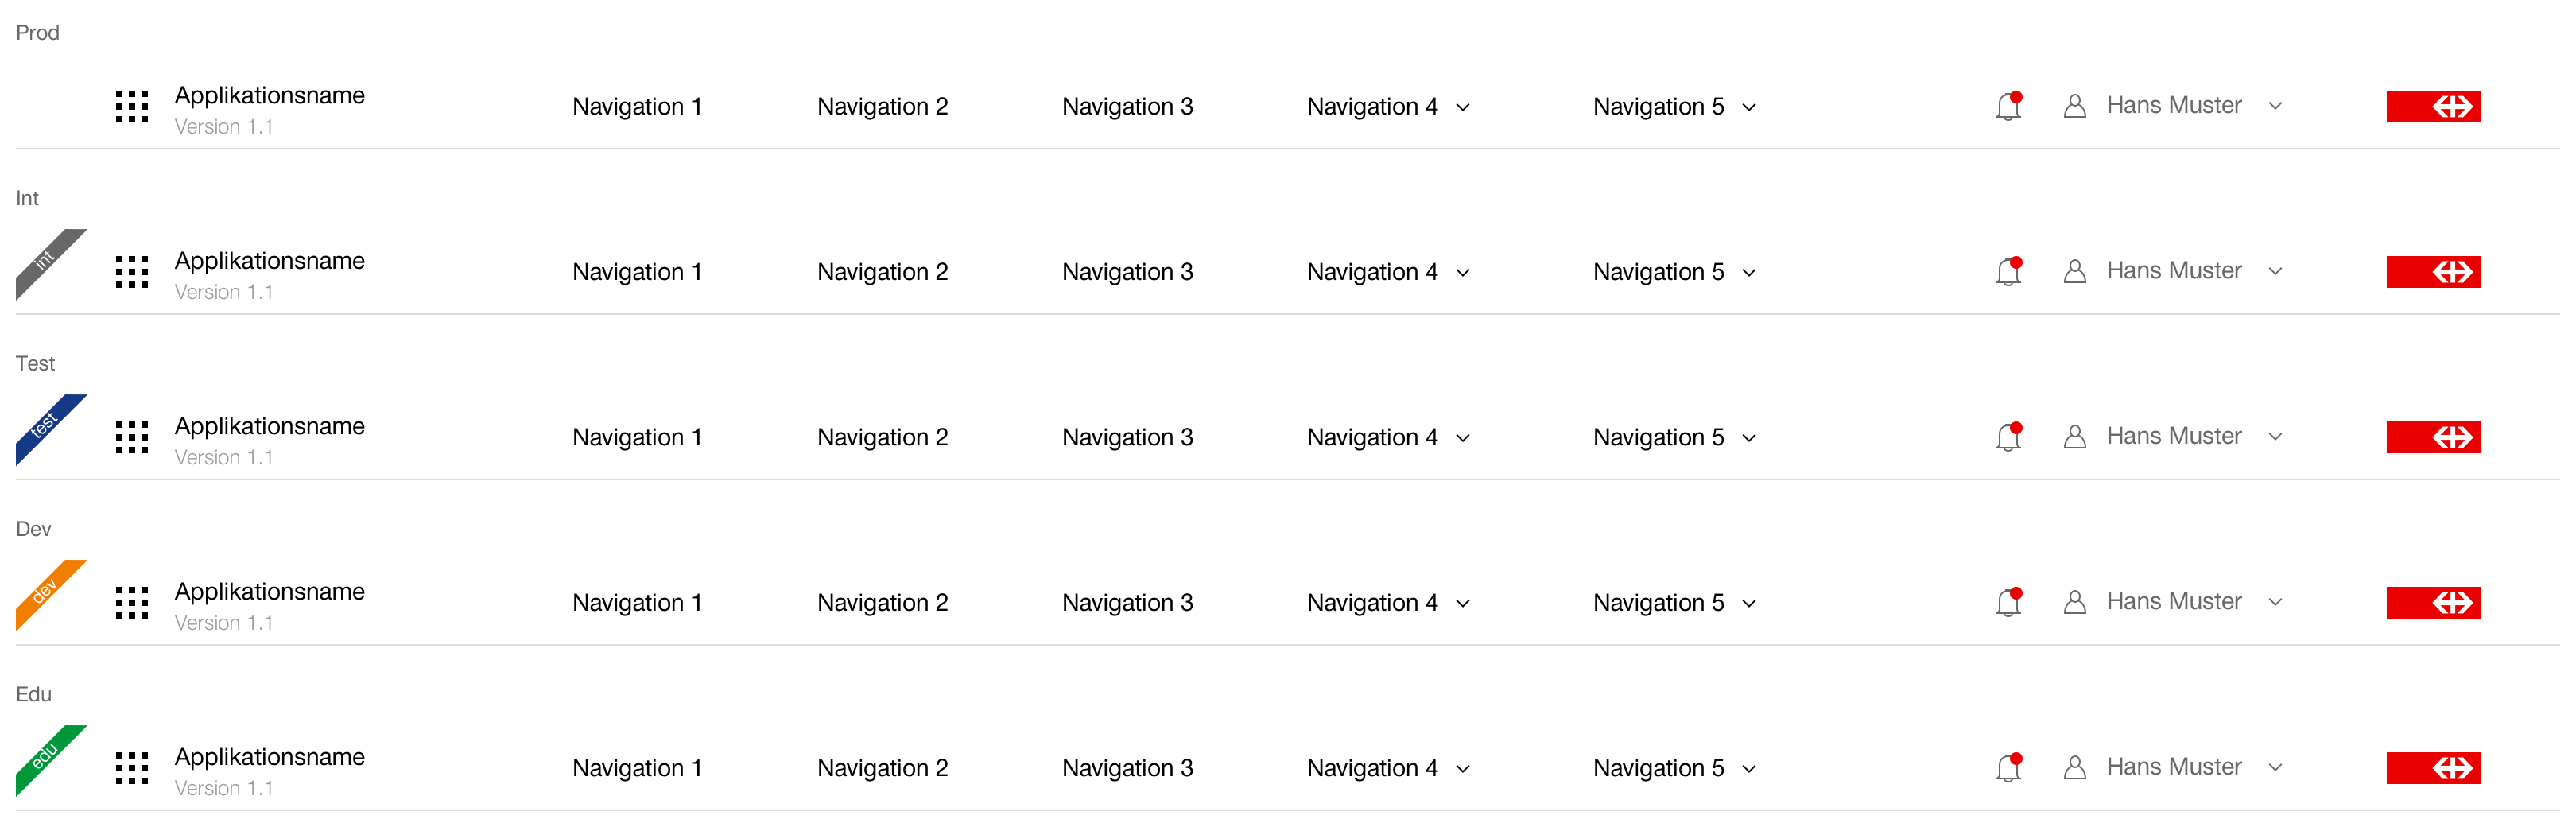 Prod
Applikationsname Navigation 1 Navigation 2 Navigation 3 Navigation 4 Navigation 5 Hans Muster
Version 1.1
Int
int
Applikationsname Navigation 1 Navigation 2 Navigation 3 Navigation 4 Navigation 5 Hans Muster
Version 1.1
Test
test
Applikationsname Navigation 1 Navigation 2 Navigation 3 Navigation 4 Navigation 5 Hans Muster
Version 1.1
Dev
dev
Applikationsname Navigation 1 Navigation 2 Navigation 3 Navigation 4 Navigation 5 Hans Muster
Version 1.1
Edu
edu
Applikationsname Navigation 1 Navigation 2 Navigation 3 Navigation 4 Navigation 5 Hans Muster
Version 1.1